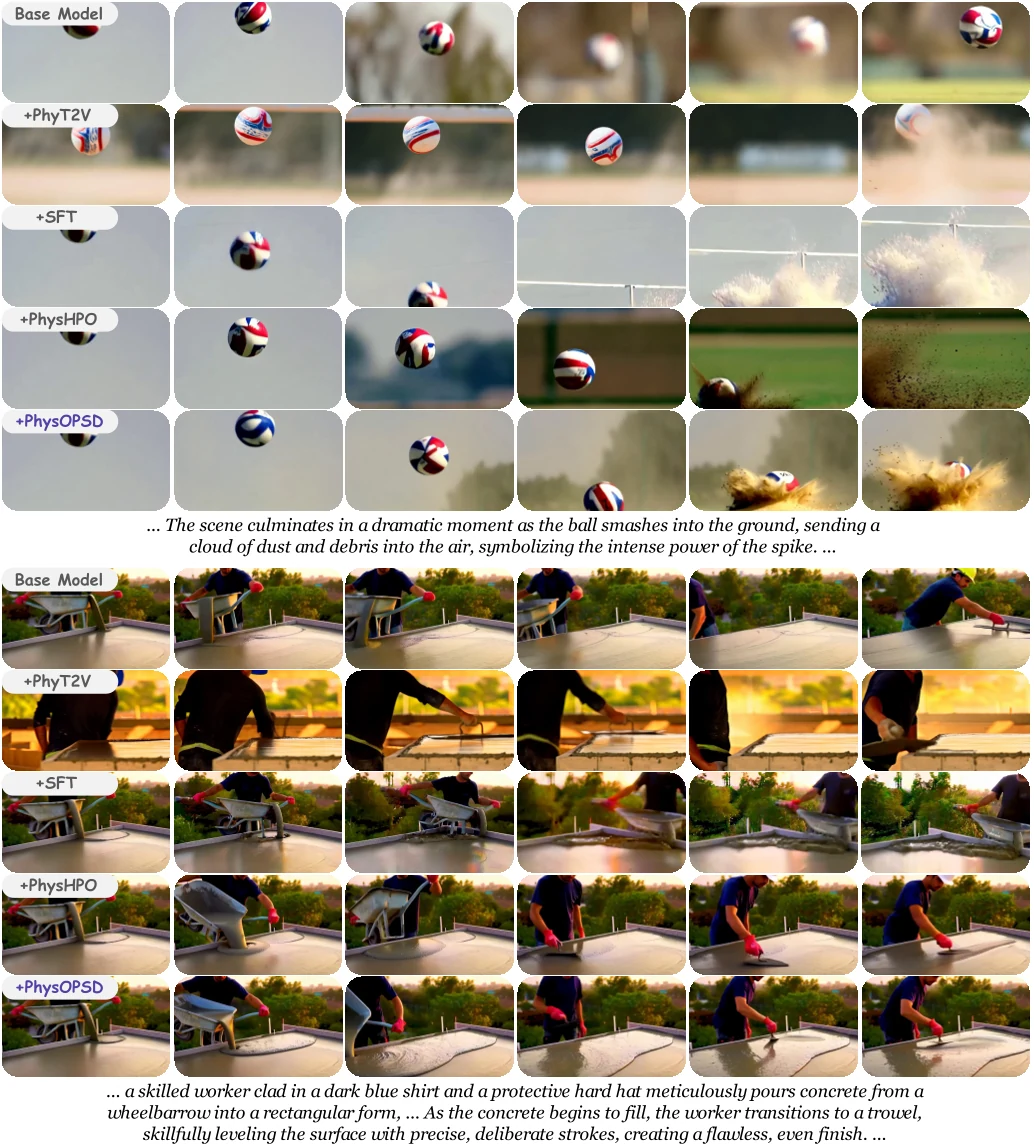 Base Model
+PhyT2V
+SFT
+PhysHPO
+PhysOPSD
... The scene culminates in a dramatic moment as the ball smashes into the ground, sending a
cloud of dust and debris into the air, symbolizing the intense power of the spike. ...
Base Model
+PhyT2V
+SFT
+PhysHPO
+PhysOPSD
... a skilled worker clad in a dark blue shirt and a protective hard hat meticulously pours concrete from a
wheelbarrow into a rectangular form, ... As the concrete begins to fill, the worker transitions to a trowel,
skillfully leveling the surface with precise, deliberate strokes, creating a flawless, even finish. ...